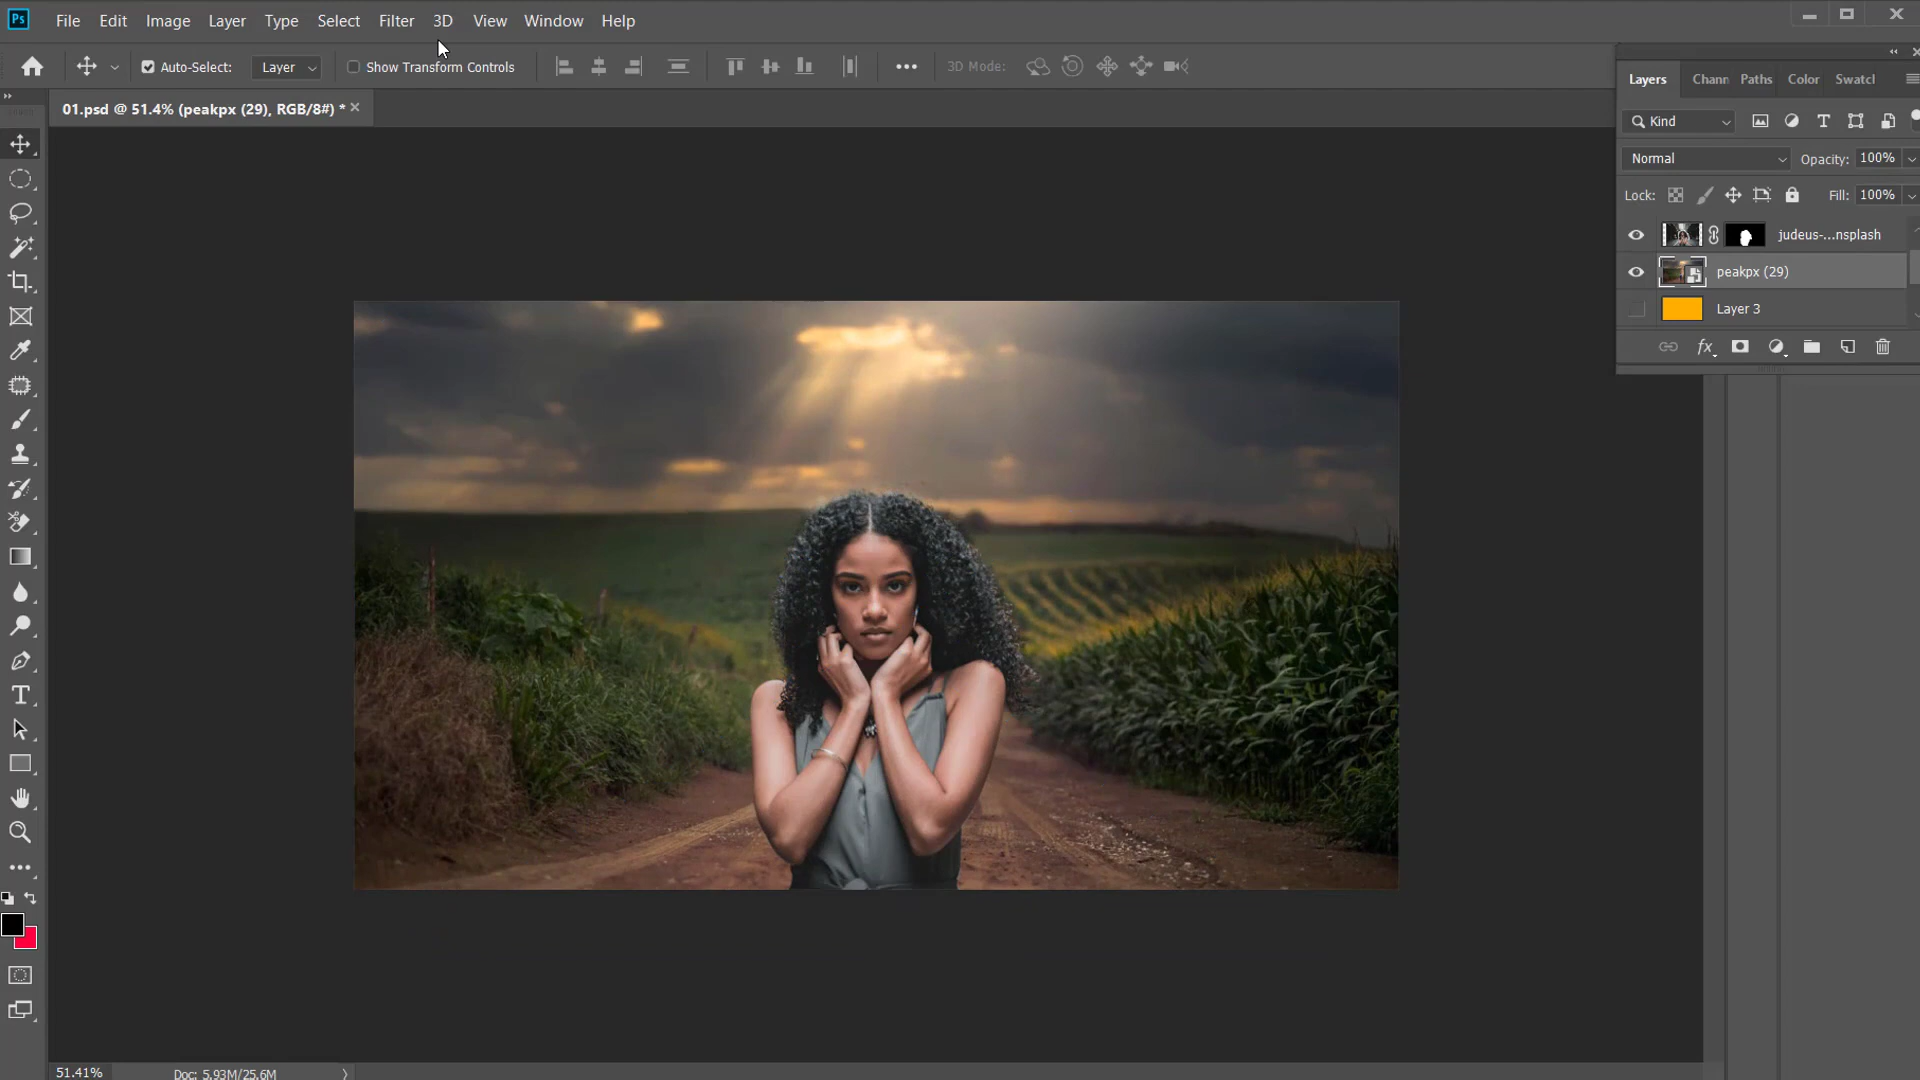 Ps File Edit Image Layer Type Select Filter 3D View Window Help
Auto-Select: Layer Show Transform Controls 3D Mode:
01.psd @ 51.4% (peakpx (29), RGB/8#) *
Layers Chann Paths Color Swatcl
Kind
Normal Opacity: 100%
Lock: Fill: 100%
judeus-...nsplash
peakpx (29)
Layer 3
fx
51.41% Doc: 5.93M/25.6M